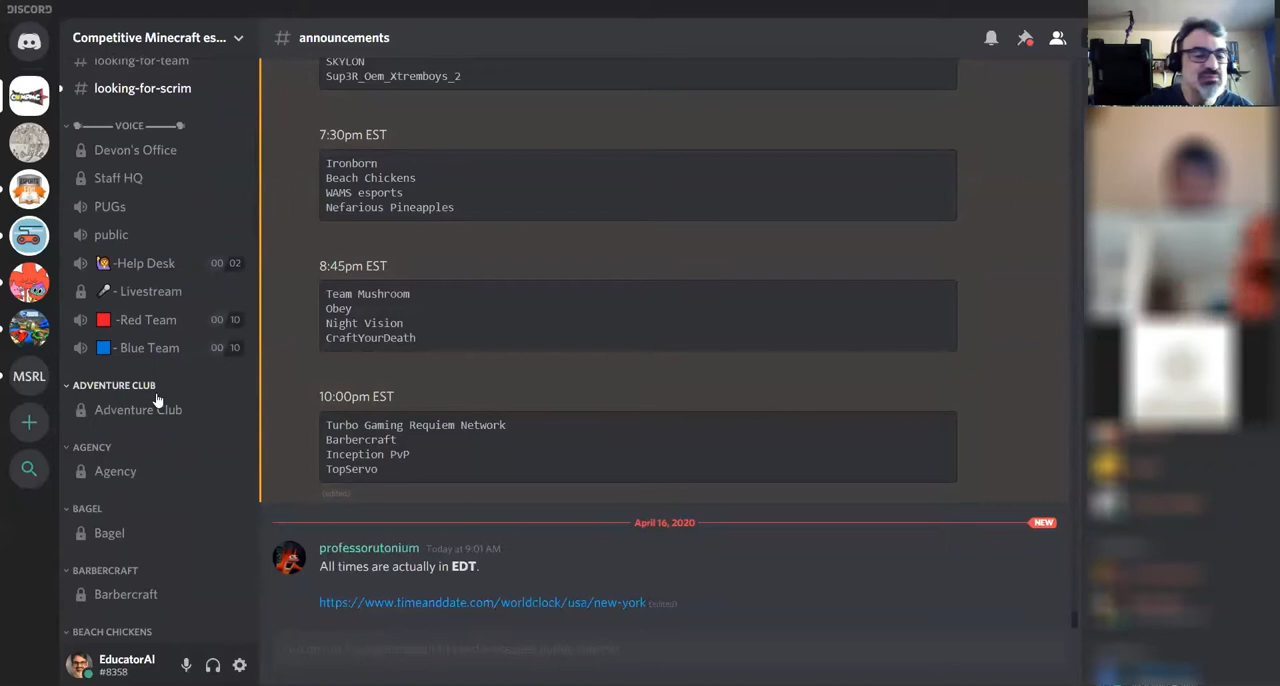 DISCORD
Competitive Minecraft es...
looking-for-team
looking-for-scrim
VOICE
Devon's Office
Staff HQ
PUGs
public
-Help Desk 00 02
- Livestream
-Red Team 00 10
- Blue Team 00 10
ADVENTURE CLUB
Adventure Club
AGENCY
Agency
BAGEL
Bagel
BARBERCRAFT
Barbercraft
BEACH CHICKENS
MSRL
EducatorAl
#8358
# announcements
SKYLON
Sup3R_Oem_Xtremboys_2
7:30pm EST
Ironborn
Beach Chickens
WAMS esports
Nefarious Pineapples
8:45pm EST
Team Mushroom
Obey
Night Vision
CraftYourDeath
10:00pm EST
Turbo Gaming Requiem Network
Barbercraft
Inception PvP
TopServo
(edited)
April 16, 2020 NEW
professorutonium Today at 9:01 AM
All times are actually in EDT.
https://www.timeanddate.com/worldclock/usa/new-york (edited)